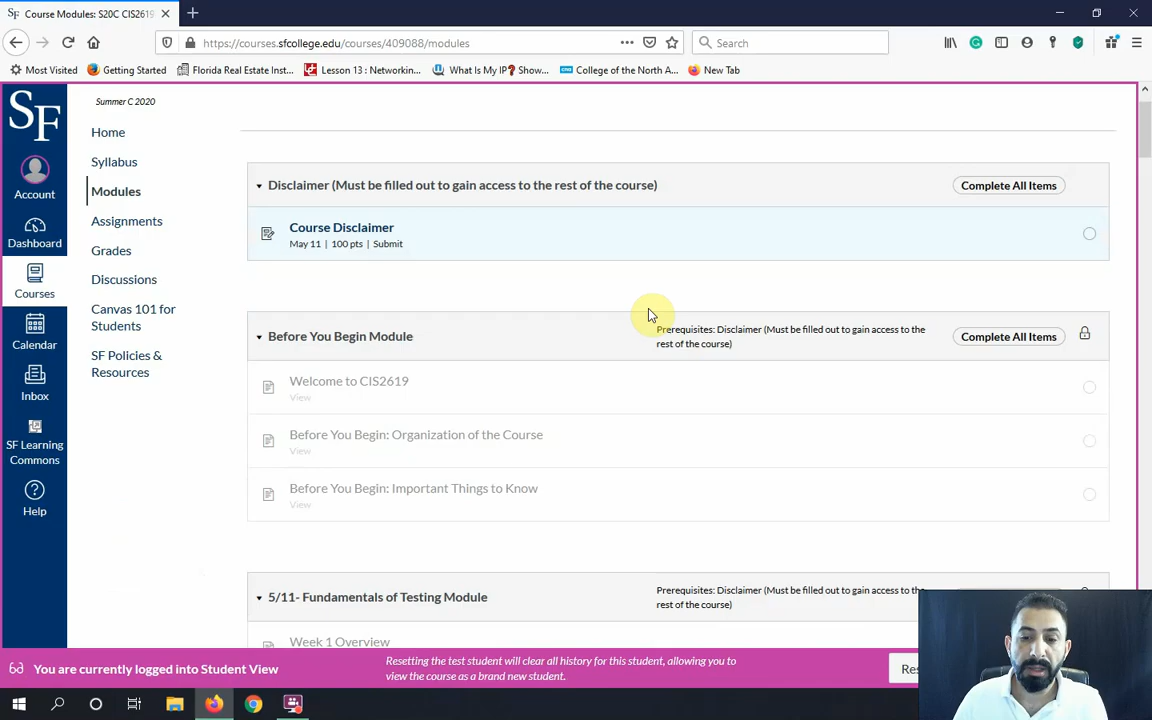 SF Course Modules: S20C CIS2619
https://courses.sfcollege.edu/courses/409088/modules
Search
Most Visited
Getting Started
Florida Real Estate Inst...
Lesson 13 : Networkin...
What Is My IP? Show...
College of the North A...
New Tab
SF
Account
Dashboard
Courses
Calendar
Inbox
SF Learning
Commons
Help
Summer C 2020
Home
Syllabus
Modules
Assignments
Grades
Discussions
Canvas 101 for
Students
SF Policies &
Resources
Disclaimer (Must be filled out to gain access to the rest of the course)
Complete All Items
Course Disclaimer
May 11 | 100 pts | Submit
Before You Begin Module
Prerequisites: Disclaimer (Must be filled out to gain access to the
rest of the course)
Complete All Items
Welcome to CIS2619
View
Before You Begin: Organization of the Course
View
Before You Begin: Important Things to Know
View
5/11- Fundamentals of Testing Module
Prerequisites: Disclaimer (Must be filled out to gain access to the
rest of the course)
Week 1 Overview
You are currently logged into Student View
Resetting the test student will clear all history for this student, allowing you to
view the course as a brand new student.
Res